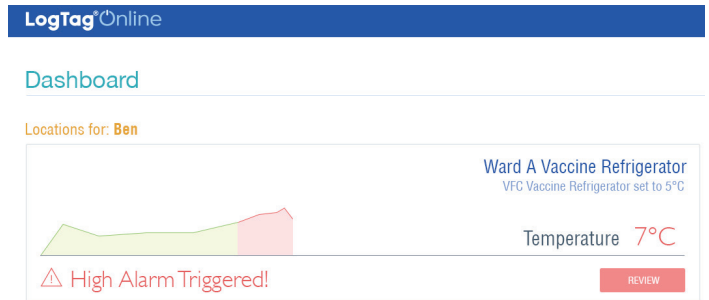 LogTag®Online
Dashboard
Locations for: Ben
Ward A Vaccine Refrigerator
VFC Vaccine Refrigerator set to 5°C
Temperature 7°C
High Alarm Triggered!
REVIEW